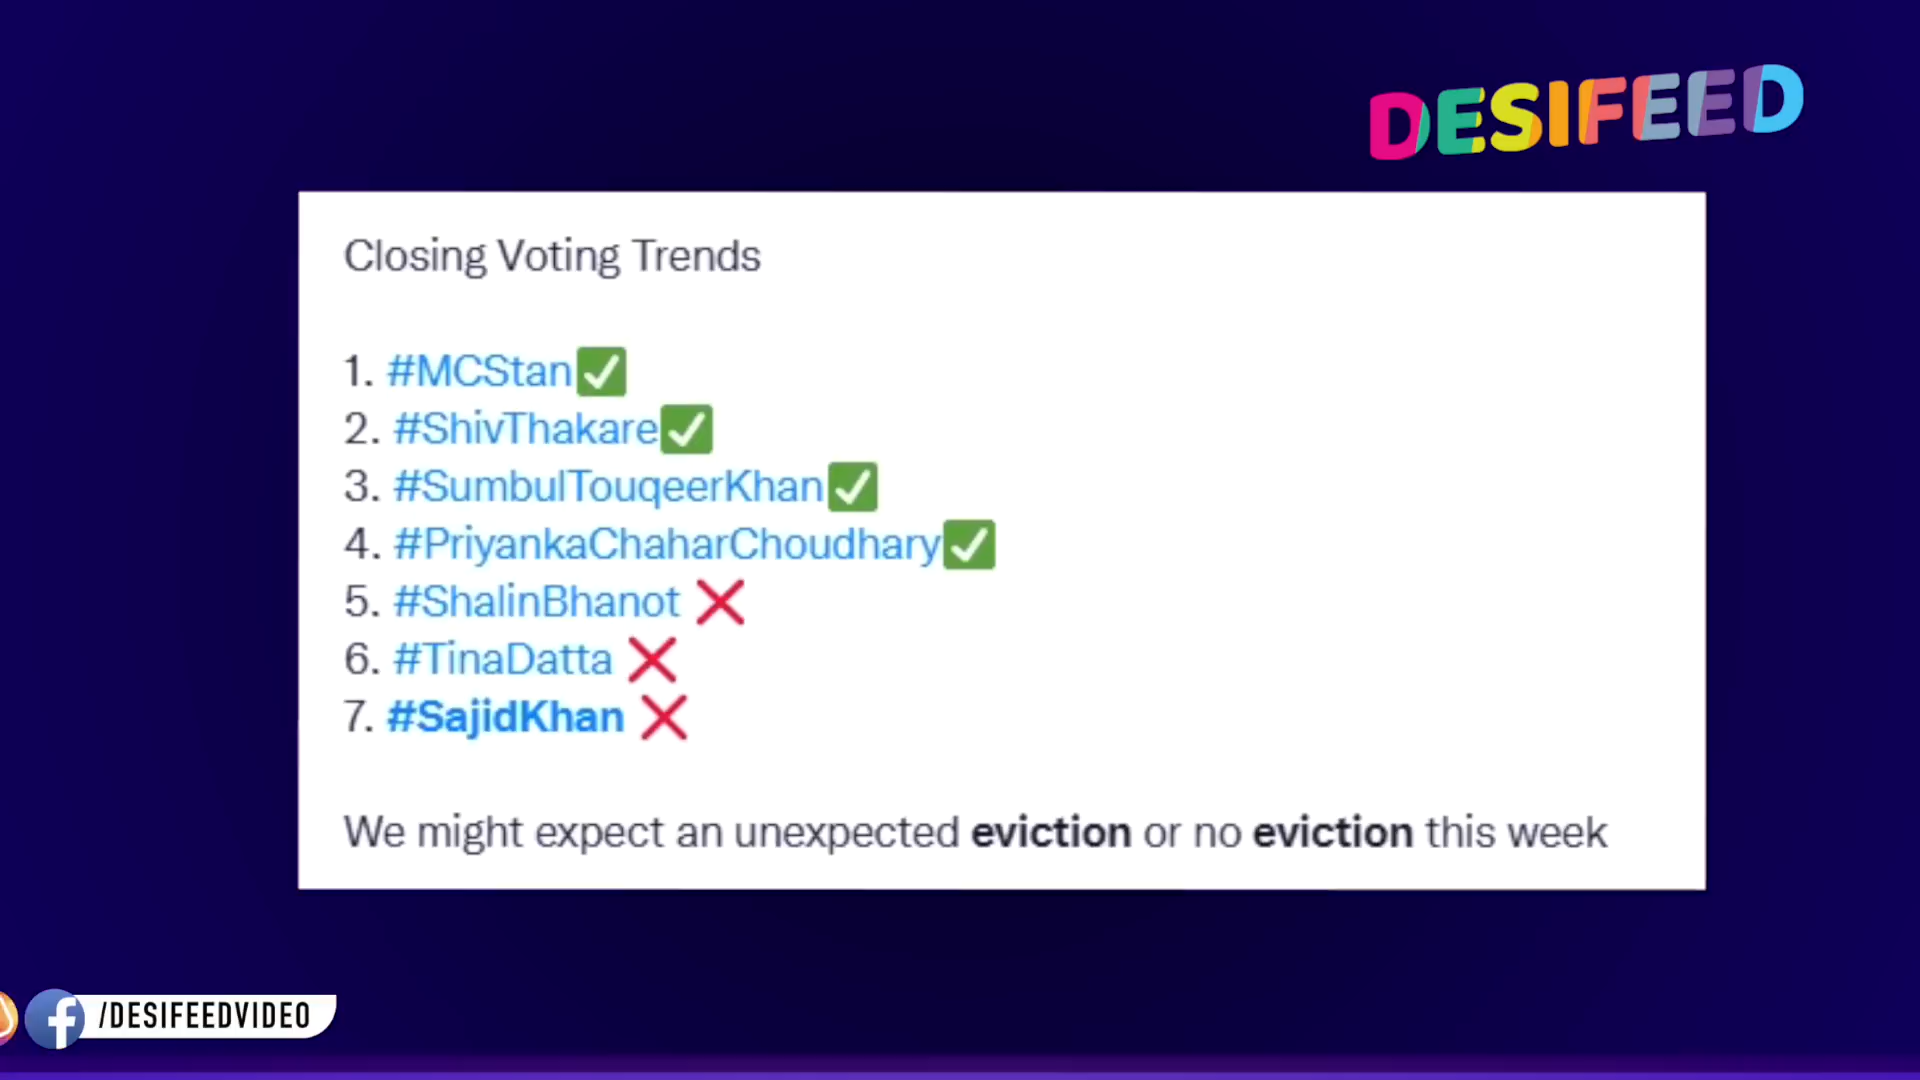 DESIFEED
Closing Voting Trends
1. #MCStan✅
2. #ShivThakare✅
3. #SumbulTouqeerKhan✅
4. #PriyankaChaharChoudhary✅
5. #ShalinBhanot ❌
6. #TinaDatta ❌
7. #SajidKhan ❌
We might expect an unexpected eviction or no eviction this week
/DESIFEEDVIDEO